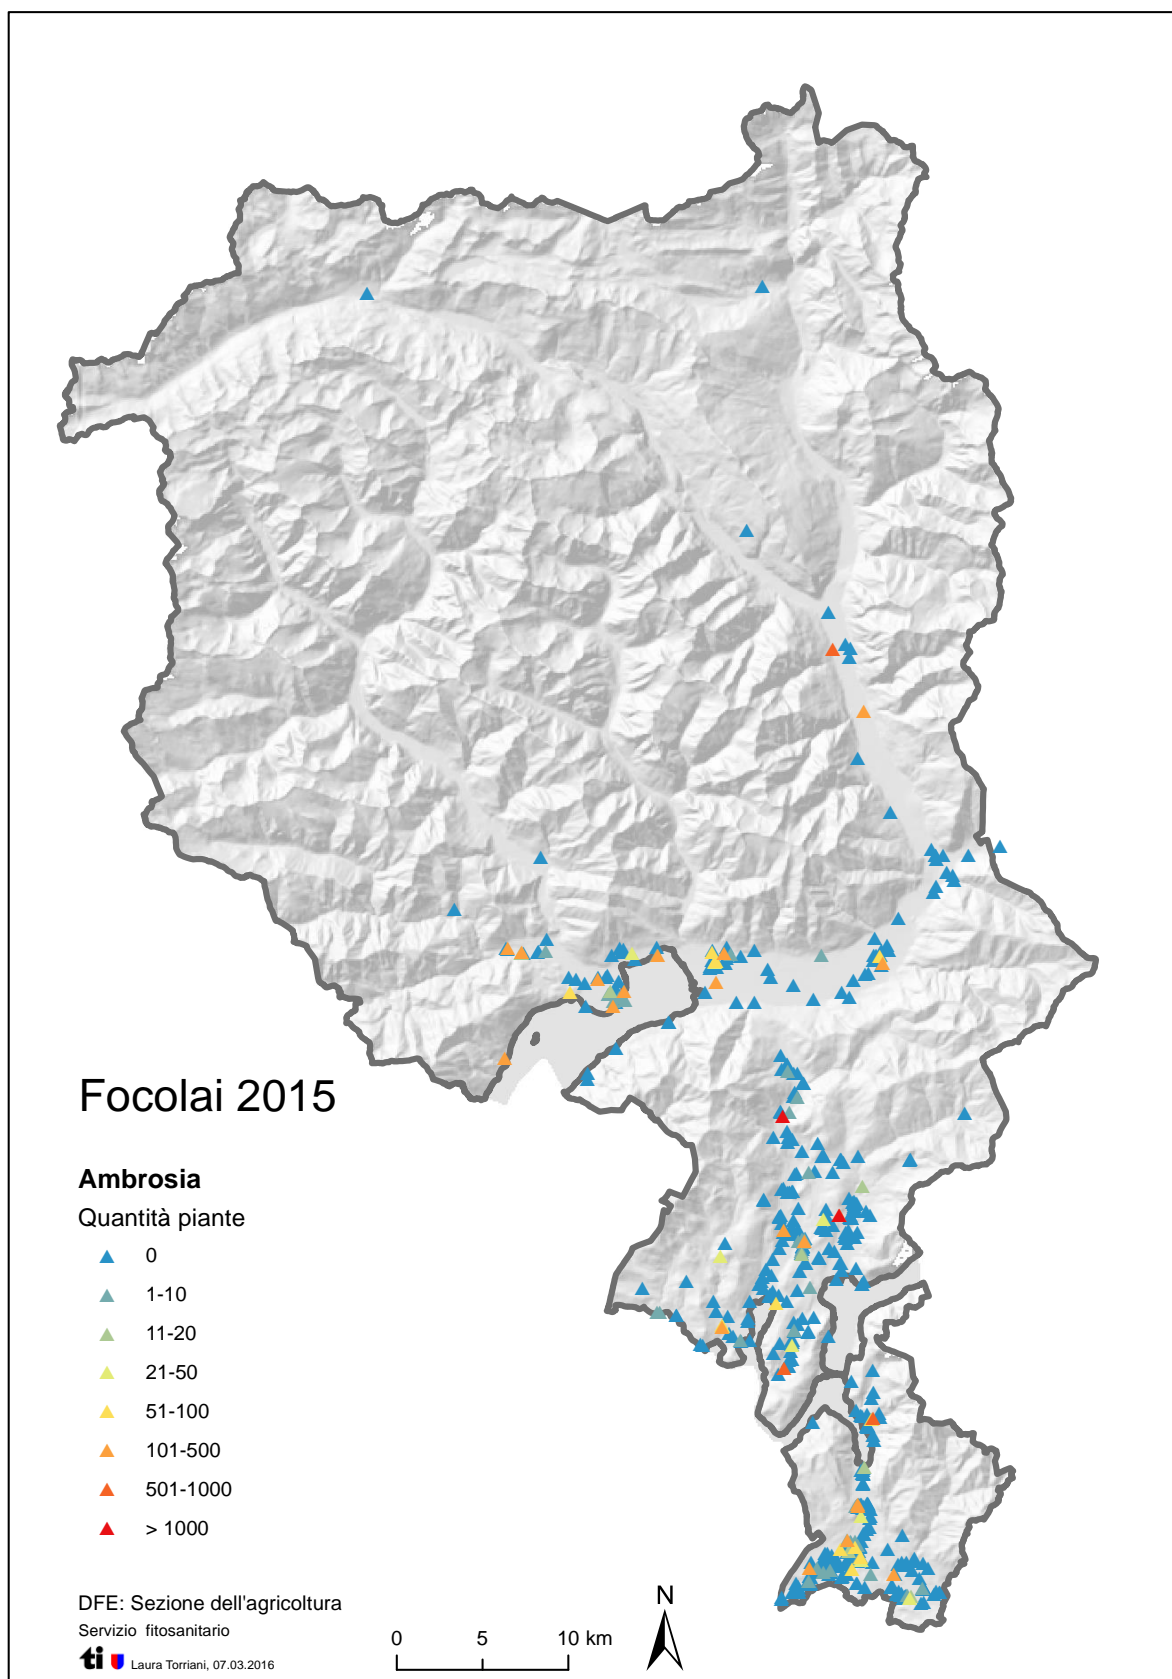 Focolai 2015
Ambrosia
Quantità piante
0
1-10
11-20
21-50
51-100
101-500
501-1000
> 1000
DFE: Sezione dell'agricoltura
Servizio fitosanitario
ti Laura Torriani, 07.03.2016
0 5 10 km
N